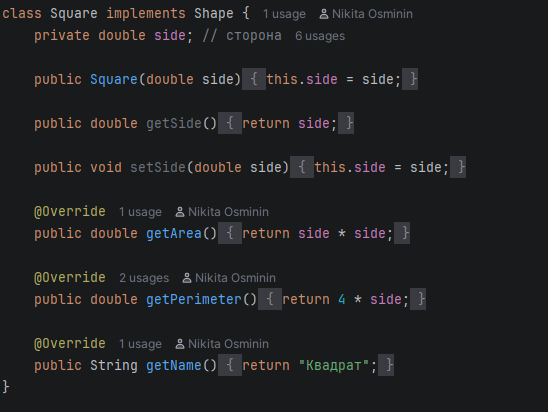 class Square implements Shape { 1 usage Nikita Osminin
private double side; // сторона 6 usages
public Square(double side) { this.side = side; }
public double getSide() { return side; }
public void setSide(double side) { this.side = side; }
@Override 1 usage Nikita Osminin
public double getArea() { return side * side; }
@Override 2 usages Nikita Osminin
public double getPerimeter() { return 4 * side; }
@Override 1 usage Nikita Osminin
public String getName() { return "Квадрат"; }
}